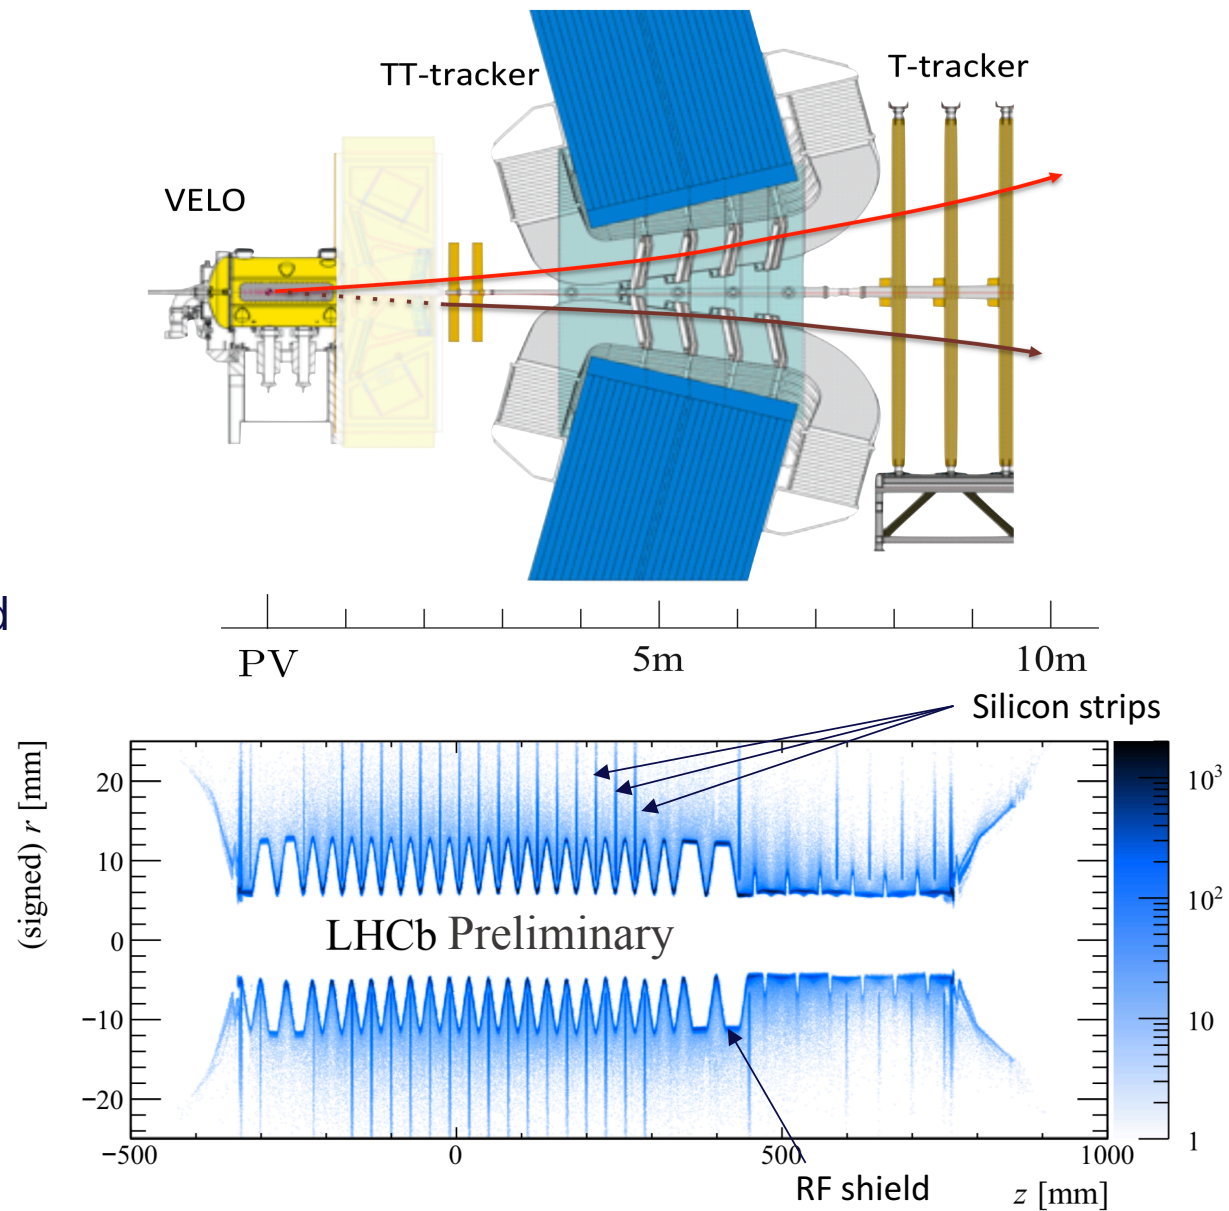 TT-tracker
T-tracker
VELO
d
PV
5m
10m
Silicon strips
(signed) r [mm]
20
10
0
−10
−20
LHCb Preliminary
10³
10²
10
1
−500
0
500
1000
RF shield
z [mm]